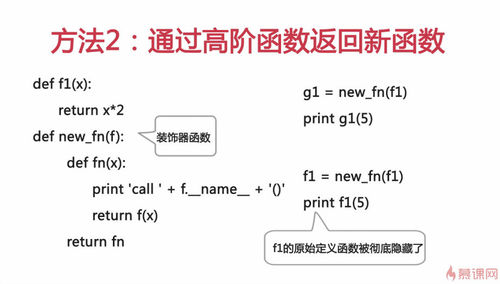 方法2：通过高阶函数返回新函数
def f1(x):
return x*2
def new_fn(f):
装饰器函数
def fn(x):
print 'call ' + f.__name__ + '()'
return f(x)
return fn
g1 = new_fn(f1)
print g1(5)
f1 = new_fn(f1)
print f1(5)
f1的原始定义函数被彻底隐藏了
慕课网